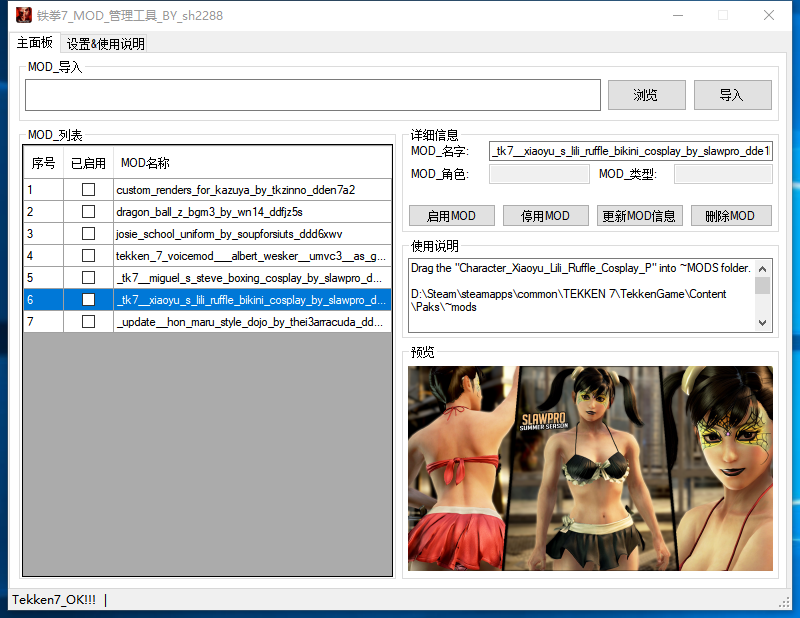 铁拳7_MOD_管理工具_BY_sh2288
主面板 设置&使用说明
MOD_导入
浏览 导入
MOD_列表
序号 已启用 MOD名称
1 custom_renders_for_kazuya_by_tkzinno_dden7a2
2 dragon_ball_z_bgm3_by_wn14_ddfjz5s
3 josie_school_uniform_by_soupforsiuts_ddd6xwv
4 tekken_7_voicemod___albert_wesker__umvc3__as_g...
5 _tk7__miguel_s_steve_boxing_cosplay_by_slawpro_d...
6 _tk7__xiaoyu_s_lili_ruffle_bikini_cosplay_by_slawpro_d...
7 _update__hon_maru_style_dojo_by_thei3arracuda_dd...
详细信息
MOD_名字: _tk7__xiaoyu_s_lili_ruffle_bikini_cosplay_by_slawpro_dde1
MOD_角色: MOD_类型:
启用MOD 停用MOD 更新MOD信息 删除MOD
使用说明
Drag the "Character_Xiaoyu_Lili_Ruffle_Cosplay_P" into ~MODS folder.
D:\Steam\steamapps\common\TEKKEN 7\TekkenGame\Content
\Paks\~mods
预览
SLAWPRO
SUMMER SEASON
Tekken7_OK!!! |